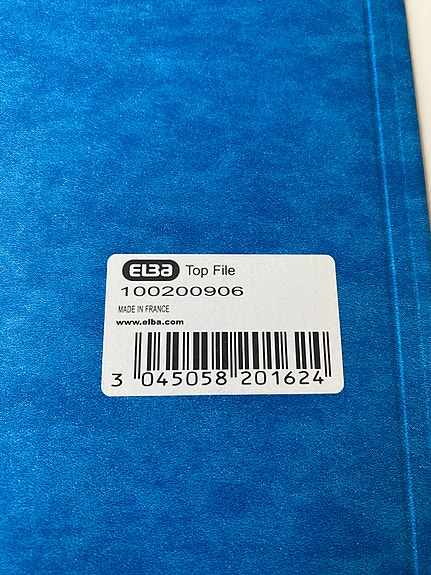 ELBA Top File
100200906
MADE IN FRANCE
www.elba.com
3 045058 201624